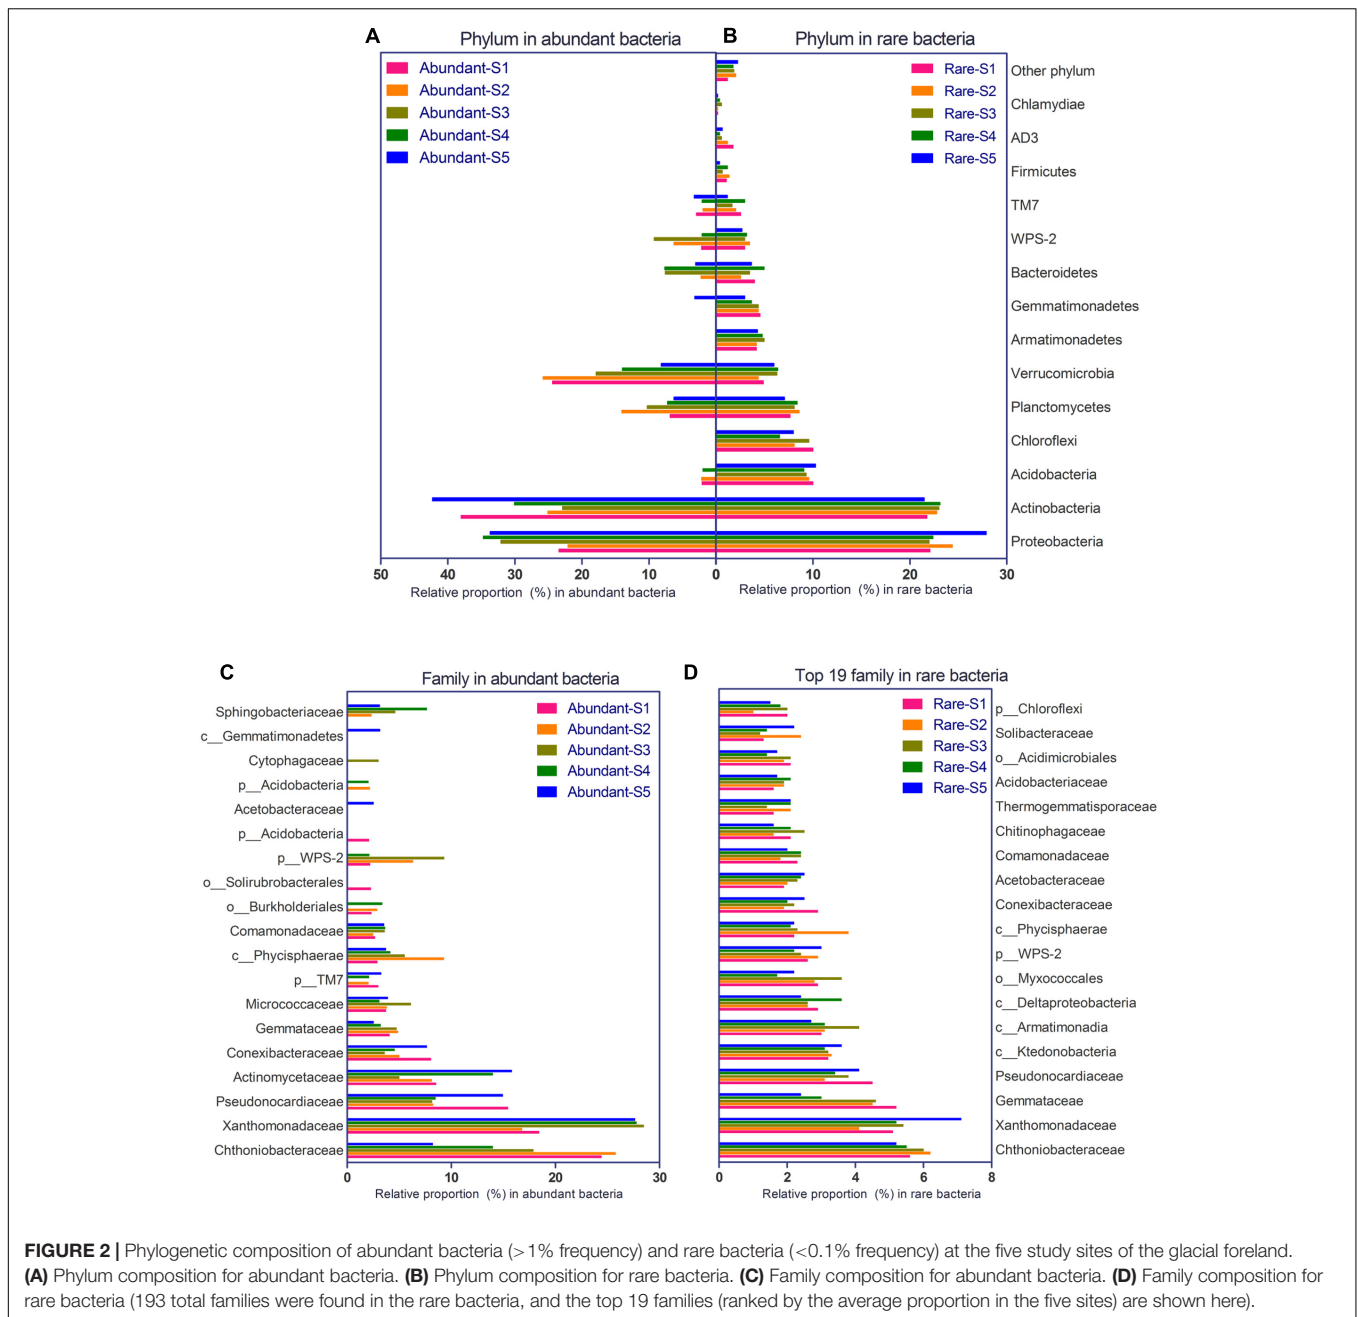 A
Phylum in abundant bacteria
B
Phylum in rare bacteria
Abundant-S1
Abundant-S2
Abundant-S3
Abundant-S4
Abundant-S5
Rare-S1
Rare-S2
Rare-S3
Rare-S4
Rare-S5
Other phylum
Chlamydiae
AD3
Firmicutes
TM7
WPS-2
Bacteroidetes
Gemmatimonadetes
Armatimonadetes
Verrucomicrobia
Planctomycetes
Chloroflexi
Acidobacteria
Actinobacteria
Proteobacteria
50 40 30 20 10 0 10 20 30
Relative proportion (%) in abundant bacteria
Relative proportion (%) in rare bacteria
C
Family in abundant bacteria
Abundant-S1
Abundant-S2
Abundant-S3
Abundant-S4
Abundant-S5
Sphingobacteriaceae
c__Gemmatimonadetes
Cytophagaceae
p__Acidobacteria
Acetobacteraceae
p__Acidobacteria
p__WPS-2
o__Solirubrobacterales
o__Burkholderiales
Comamonadaceae
c__Phycisphaerae
p__TM7
Micrococcaceae
Gemmataceae
Conexibacteraceae
Actinomycetaceae
Pseudonocardiaceae
Xanthomonadaceae
Chthoniobacteraceae
0 10 20 30
Relative proportion (%) in abundant bacteria
D
Top 19 family in rare bacteria
Rare-S1
Rare-S2
Rare-S3
Rare-S4
Rare-S5
p__Chloroflexi
Solibacteraceae
o__Acidimicrobiales
Acidobacteriaceae
Thermogemmatisporaceae
Chitinophagaceae
Comamonadaceae
Acetobacteraceae
Conexibacteraceae
c__Phycisphaerae
p__WPS-2
o__Myxococcales
c__Deltaproteobacteria
c__Armatimonadia
c__Ktedonobacteria
Pseudonocardiaceae
Gemmataceae
Xanthomonadaceae
Chthoniobacteraceae
0 2 4 6 8
Relative proportion (%) in rare bacteria
FIGURE 2 | Phylogenetic composition of abundant bacteria (>1% frequency) and rare bacteria (<0.1% frequency) at the five study sites of the glacial foreland.
(A) Phylum composition for abundant bacteria. (B) Phylum composition for rare bacteria. (C) Family composition for abundant bacteria. (D) Family composition for
rare bacteria (193 total families were found in the rare bacteria, and the top 19 families (ranked by the average proportion in the five sites) are shown here).